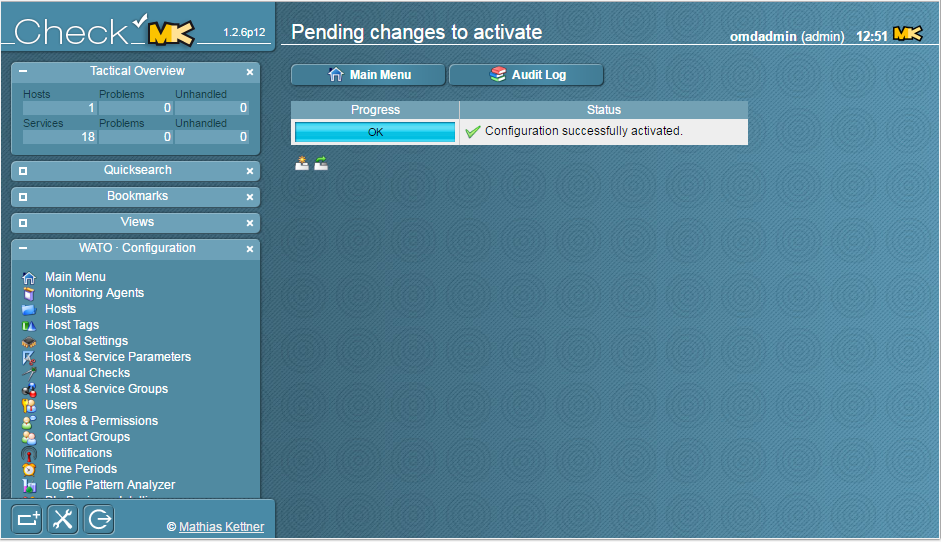 Check MK 1.2.6p12
Pending changes to activate
omdadmin (admin) 12:51 MK
Tactical Overview
Hosts Problems Unhandled
1 0 0
Services Problems Unhandled
18 0 0
Quicksearch
Bookmarks
Views
WATO · Configuration
Main Menu
Monitoring Agents
Hosts
Host Tags
Global Settings
Host & Service Parameters
Manual Checks
Host & Service Groups
Users
Roles & Permissions
Contact Groups
Notifications
Time Periods
Logfile Pattern Analyzer
© Mathias Kettner
Main Menu Audit Log
Progress Status
OK Configuration successfully activated.